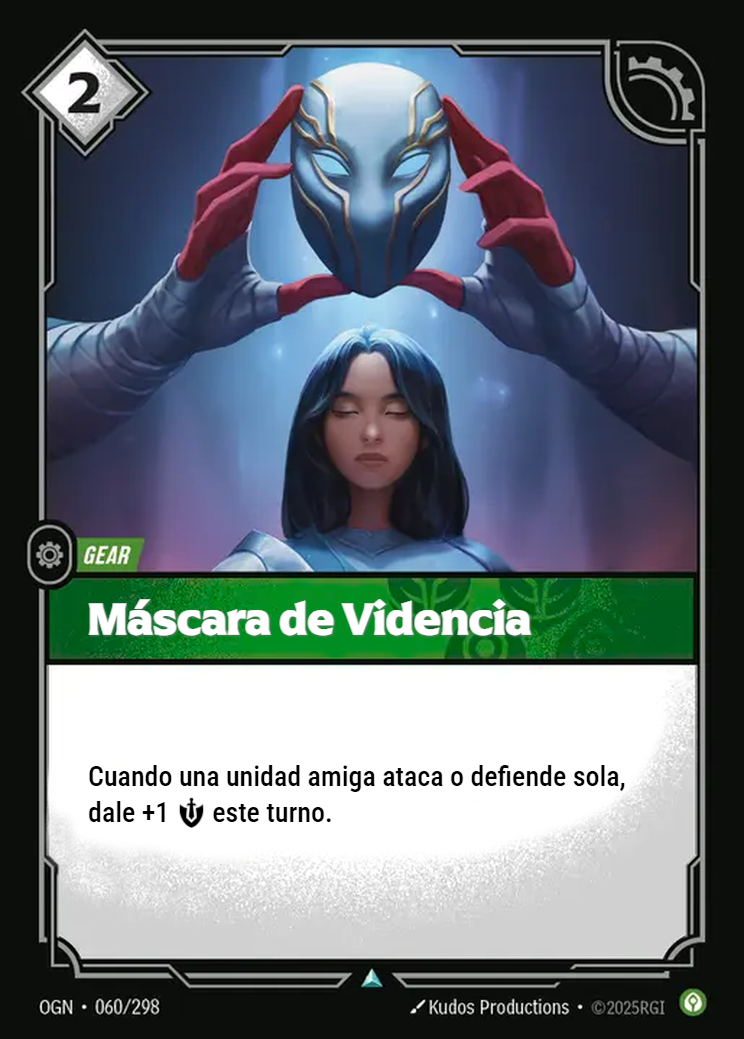 2
GEAR
Máscara de Videncia
Cuando una unidad amiga ataca o defiende sola,
dale +1 este turno.
OGN • 060/298
Kudos Productions • ©2025RGI